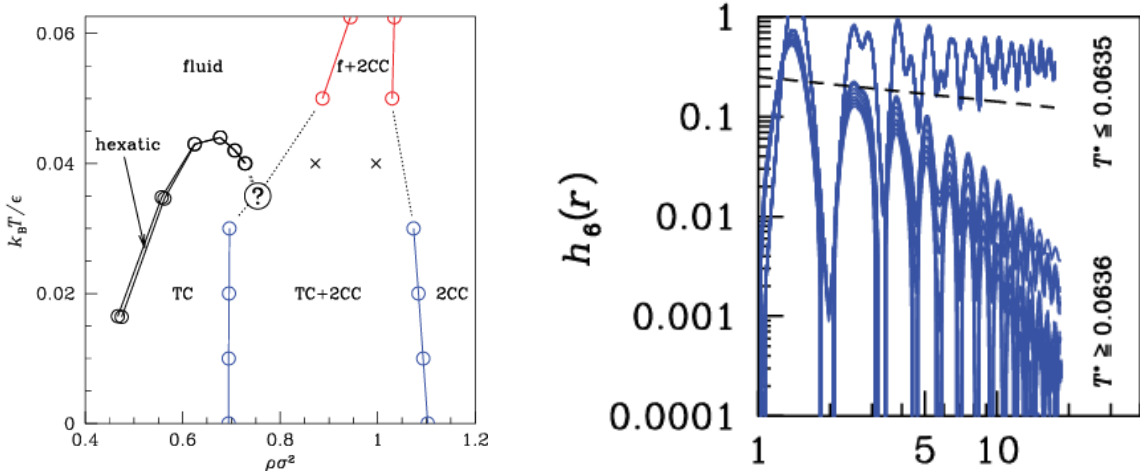 0.06
0.04
0.02
0
k_BT/ϵ
0.4
0.6
0.8
1
1.2
ρσ²
fluid
f+2CC
hexatic
?
TC
TC+2CC
2CC
1
0.1
0.01
0.001
0.0001
h₆(r)
1
5
10
T* ≤ 0.0635
T* ≥ 0.0636